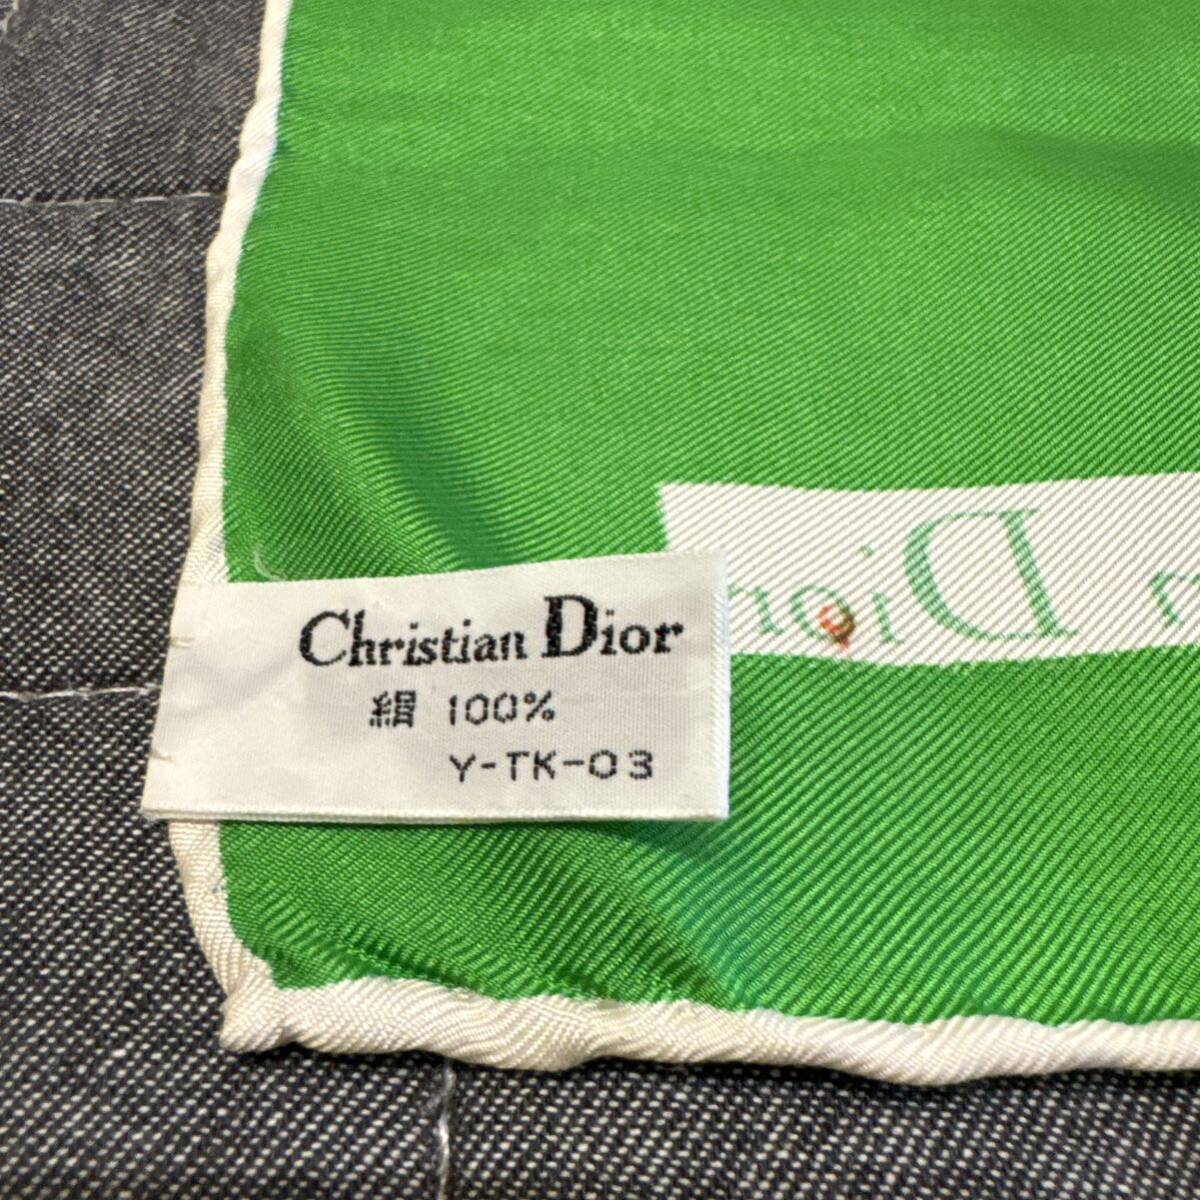 Christian Dior
絹 100%
Y-TK-03
Dior